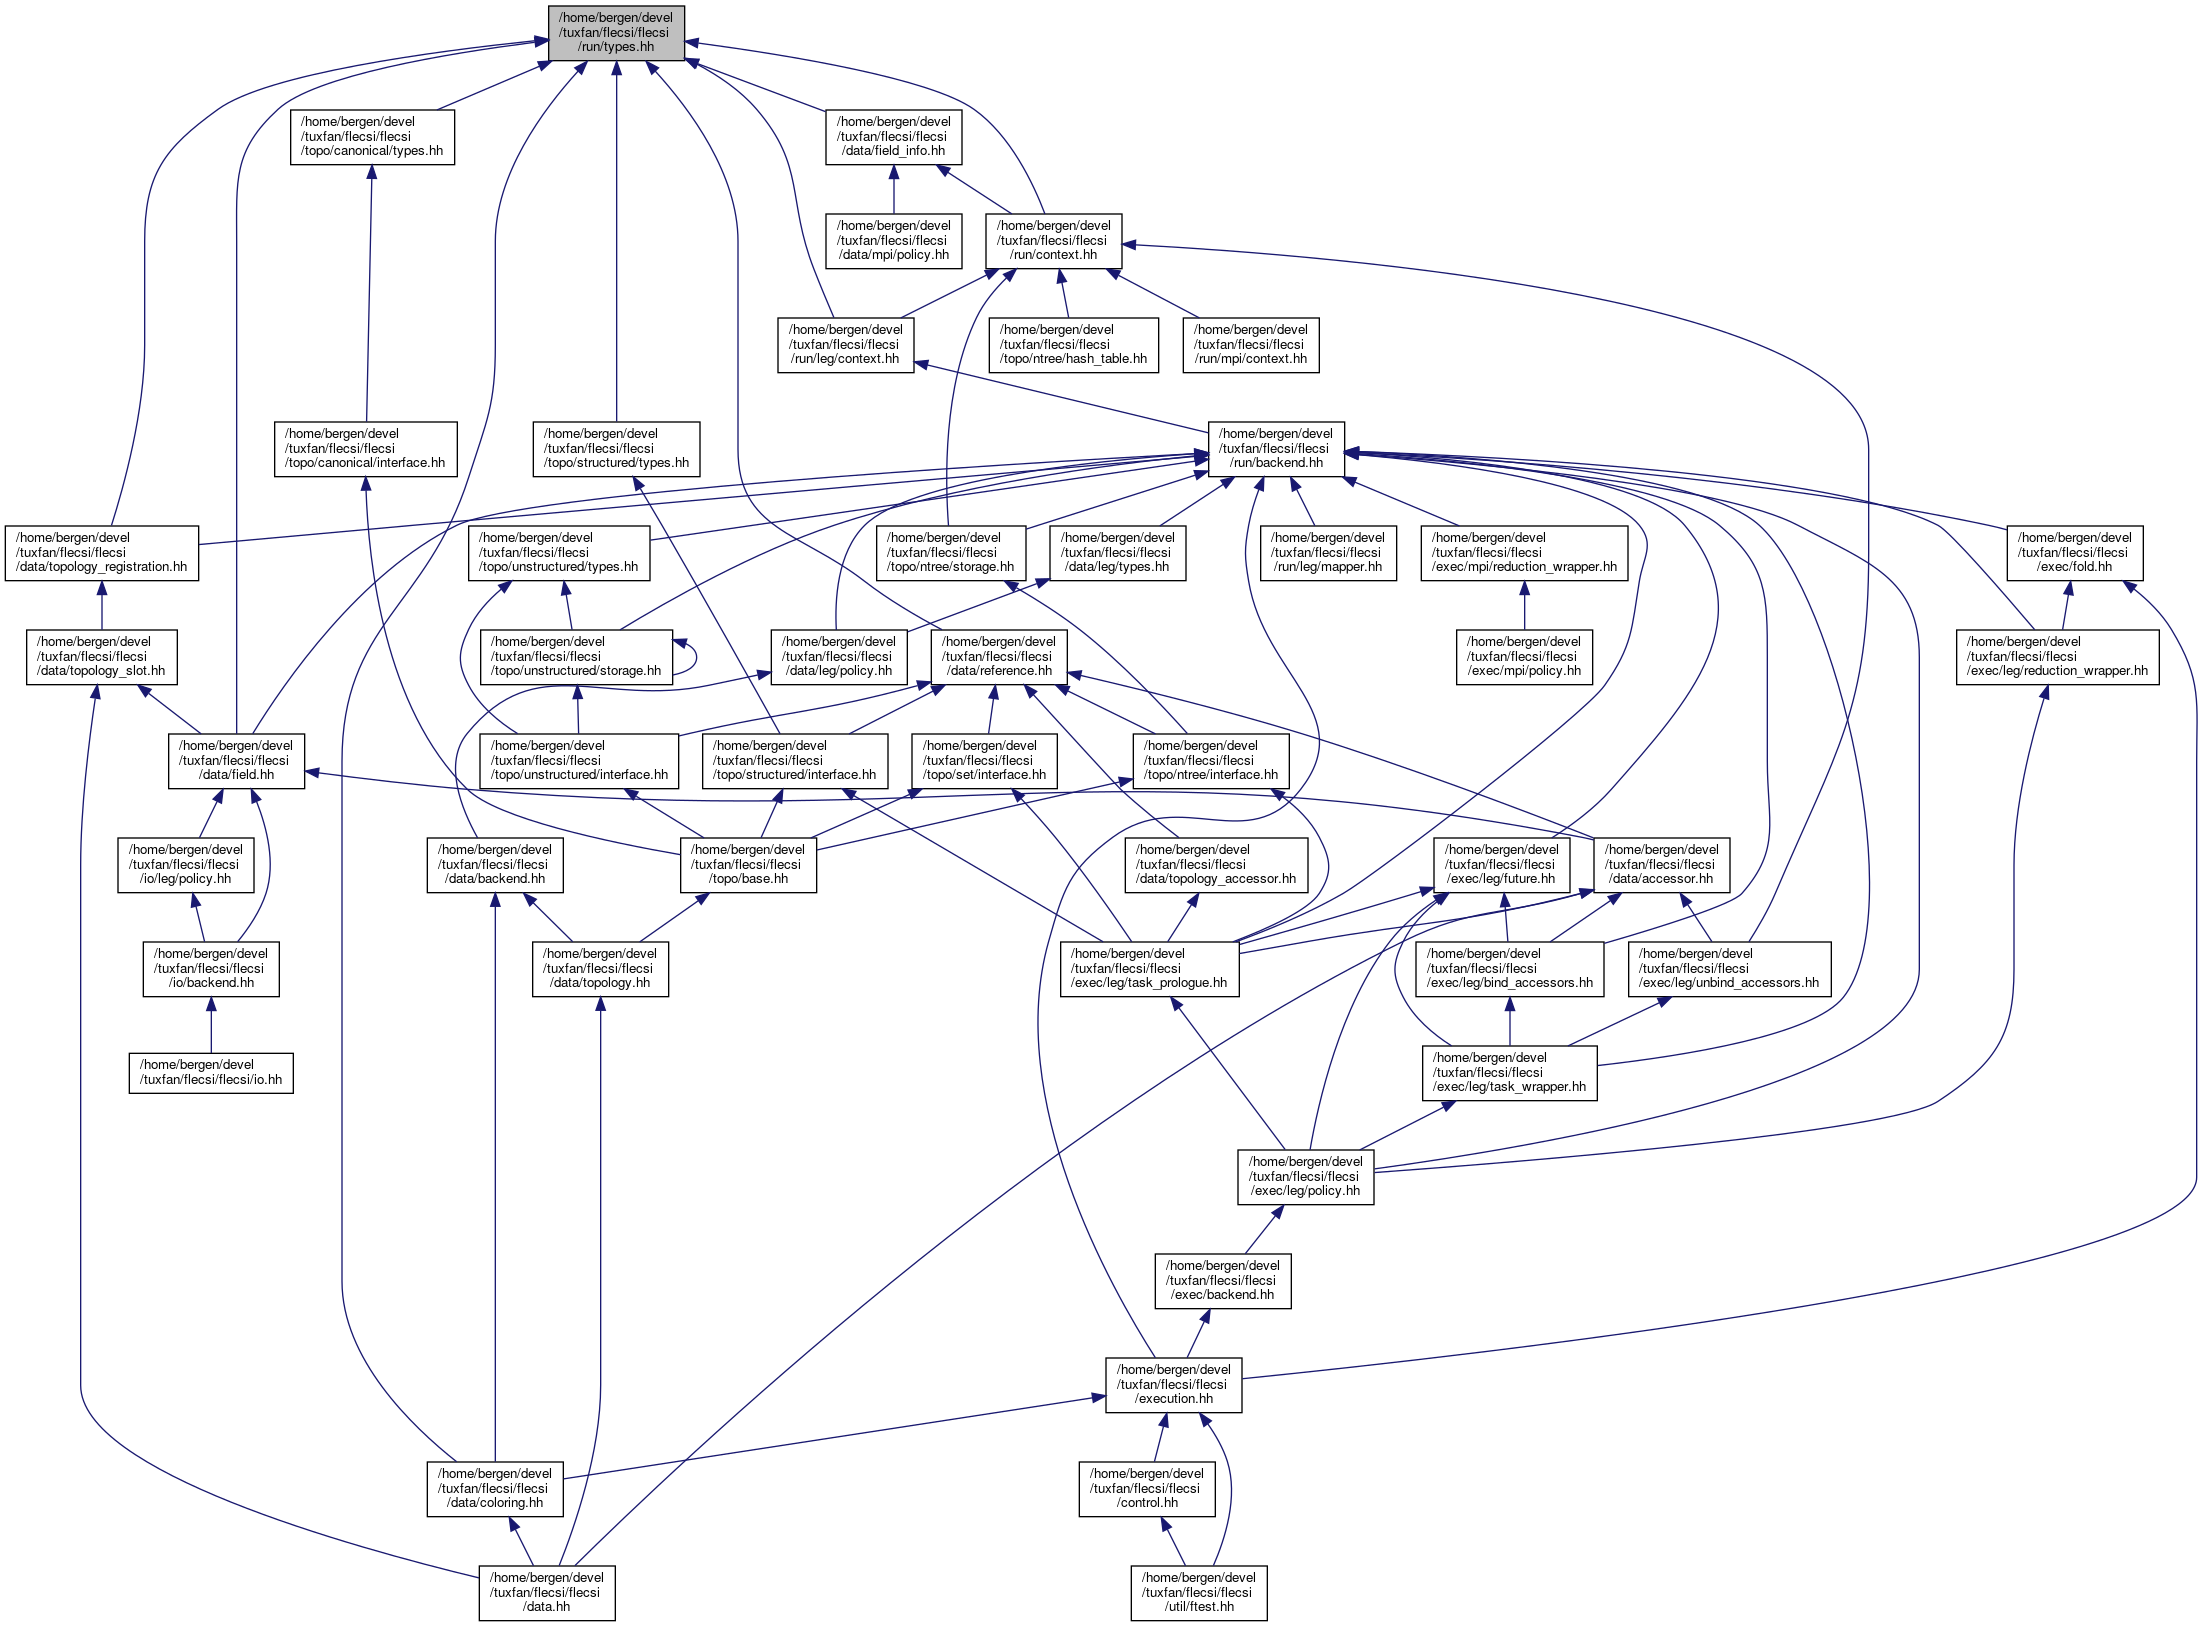 /home/bergen/devel
/tuxfan/flecsi/flecsi
/run/types.hh
/home/bergen/devel
/tuxfan/flecsi/flecsi
/topo/canonical/types.hh
/home/bergen/devel
/tuxfan/flecsi/flecsi
/data/field_info.hh
/home/bergen/devel
/tuxfan/flecsi/flecsi
/data/mpi/policy.hh
/home/bergen/devel
/tuxfan/flecsi/flecsi
/run/context.hh
/home/bergen/devel
/tuxfan/flecsi/flecsi
/run/leg/context.hh
/home/bergen/devel
/tuxfan/flecsi/flecsi
/topo/ntree/hash_table.hh
/home/bergen/devel
/tuxfan/flecsi/flecsi
/run/mpi/context.hh
/home/bergen/devel
/tuxfan/flecsi/flecsi
/topo/canonical/interface.hh
/home/bergen/devel
/tuxfan/flecsi/flecsi
/topo/structured/types.hh
/home/bergen/devel
/tuxfan/flecsi/flecsi
/run/backend.hh
/home/bergen/devel
/tuxfan/flecsi/flecsi
/data/topology_registration.hh
/home/bergen/devel
/tuxfan/flecsi/flecsi
/topo/unstructured/types.hh
/home/bergen/devel
/tuxfan/flecsi/flecsi
/topo/ntree/storage.hh
/home/bergen/devel
/tuxfan/flecsi/flecsi
/data/leg/types.hh
/home/bergen/devel
/tuxfan/flecsi/flecsi
/run/leg/mapper.hh
/home/bergen/devel
/tuxfan/flecsi/flecsi
/exec/mpi/reduction_wrapper.hh
/home/bergen/devel
/tuxfan/flecsi/flecsi
/exec/fold.hh
/home/bergen/devel
/tuxfan/flecsi/flecsi
/data/topology_slot.hh
/home/bergen/devel
/tuxfan/flecsi/flecsi
/topo/unstructured/storage.hh
/home/bergen/devel
/tuxfan/flecsi/flecsi
/data/leg/policy.hh
/home/bergen/devel
/tuxfan/flecsi/flecsi
/data/reference.hh
/home/bergen/devel
/tuxfan/flecsi/flecsi
/exec/mpi/policy.hh
/home/bergen/devel
/tuxfan/flecsi/flecsi
/exec/leg/reduction_wrapper.hh
/home/bergen/devel
/tuxfan/flecsi/flecsi
/data/field.hh
/home/bergen/devel
/tuxfan/flecsi/flecsi
/topo/unstructured/interface.hh
/home/bergen/devel
/tuxfan/flecsi/flecsi
/topo/structured/interface.hh
/home/bergen/devel
/tuxfan/flecsi/flecsi
/topo/set/interface.hh
/home/bergen/devel
/tuxfan/flecsi/flecsi
/topo/ntree/interface.hh
/home/bergen/devel
/tuxfan/flecsi/flecsi
/io/leg/policy.hh
/home/bergen/devel
/tuxfan/flecsi/flecsi
/data/backend.hh
/home/bergen/devel
/tuxfan/flecsi/flecsi
/topo/base.hh
/home/bergen/devel
/tuxfan/flecsi/flecsi
/data/topology_accessor.hh
/home/bergen/devel
/tuxfan/flecsi/flecsi
/exec/leg/future.hh
/home/bergen/devel
/tuxfan/flecsi/flecsi
/data/accessor.hh
/home/bergen/devel
/tuxfan/flecsi/flecsi
/io/backend.hh
/home/bergen/devel
/tuxfan/flecsi/flecsi
/data/topology.hh
/home/bergen/devel
/tuxfan/flecsi/flecsi
/exec/leg/task_prologue.hh
/home/bergen/devel
/tuxfan/flecsi/flecsi
/exec/leg/bind_accessors.hh
/home/bergen/devel
/tuxfan/flecsi/flecsi
/exec/leg/unbind_accessors.hh
/home/bergen/devel
/tuxfan/flecsi/flecsi/io.hh
/home/bergen/devel
/tuxfan/flecsi/flecsi
/exec/leg/task_wrapper.hh
/home/bergen/devel
/tuxfan/flecsi/flecsi
/exec/leg/policy.hh
/home/bergen/devel
/tuxfan/flecsi/flecsi
/exec/backend.hh
/home/bergen/devel
/tuxfan/flecsi/flecsi
/execution.hh
/home/bergen/devel
/tuxfan/flecsi/flecsi
/data/coloring.hh
/home/bergen/devel
/tuxfan/flecsi/flecsi
/control.hh
/home/bergen/devel
/tuxfan/flecsi/flecsi
/data.hh
/home/bergen/devel
/tuxfan/flecsi/flecsi
/util/ftest.hh